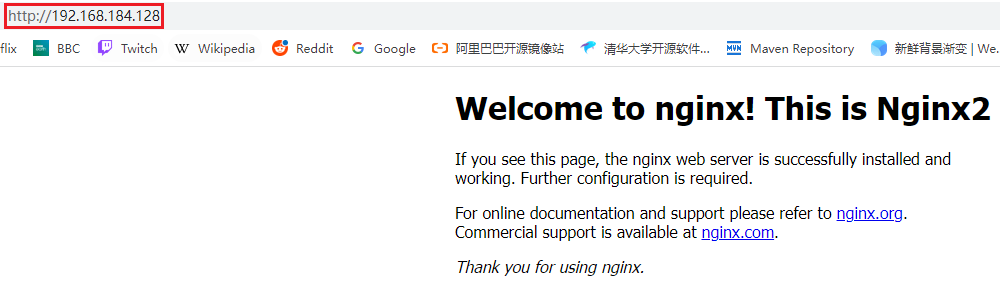 http://192.168.184.128
flix BBC Twitch Wikipedia Reddit Google 阿里巴巴开源镜像站 清华大学开源软件... Maven Repository 新鲜背景渐变 | We.
Welcome to nginx! This is Nginx2
If you see this page, the nginx web server is successfully installed and
working. Further configuration is required.
For online documentation and support please refer to nginx.org.
Commercial support is available at nginx.com.
Thank you for using nginx.